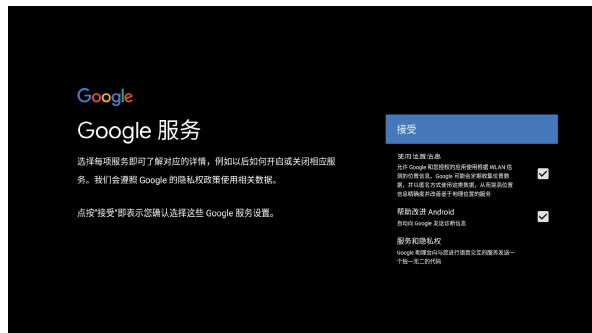 Google
Google 服务
选择每项服务即可了解对应的详情，例如以后如何开启或关闭相应服
务。我们会遵照 Google 的隐私权政策使用相关数据。
点按"接受"即表示您确认选择这些 Google 服务设置。
接受
使用位置信息
允许 Google 和您授权的应用使用根据 WLAN 估
测的位置信息。Google 可能会定期收集位置数
据，并以匿名方式使用这类数据，从而提高位置
信息精确度并改善基于地理位置的服务
帮助改进 Android
自动向 Google 发送诊断信息
服务和隐私权
Google 助理会向与您进行语音交互的服务发送一
个独一无二的代码